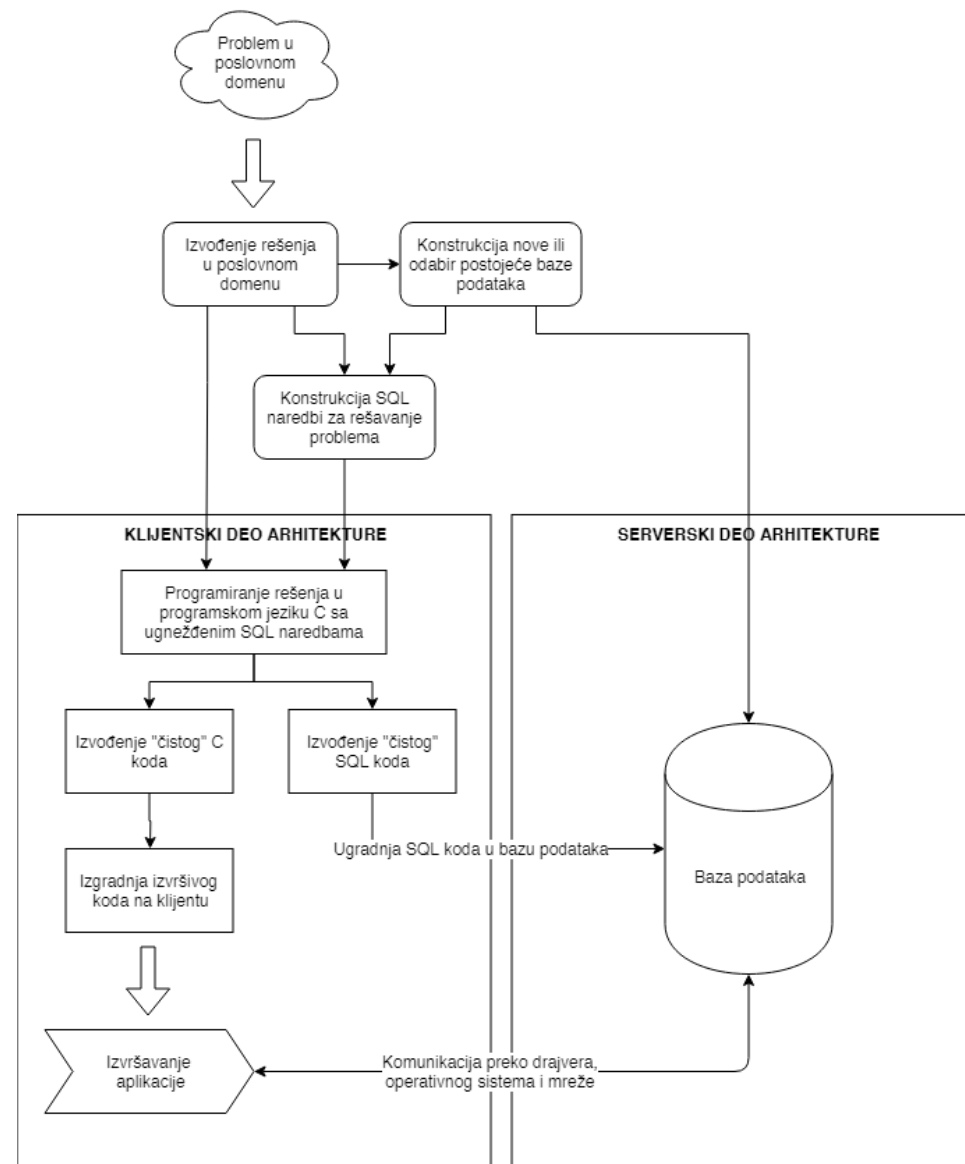 Problem u
poslovnom
domenu
Izvođenje rešenja
u poslovnom
domenu
Konstrukcija nove ili
odabir postojeće baze
podataka
Konstrukcija SQL
naredbi za rešavanje
problema
KLIJENTSKI DEO ARHITEKTURE
SERVERSKI DEO ARHITEKTURE
Programiranje rešenja u
programskom jeziku C sa
ugnežđenim SQL naredbama
Izvođenje "čistog" C
koda
Izvođenje "čistog"
SQL koda
Ugradnja SQL koda u bazu podataka
Baza podataka
Izgradnja izvršivog
koda na klijentu
Izvršavanje
aplikacije
Komunikacija preko drajvera,
operativnog sistema i mreže